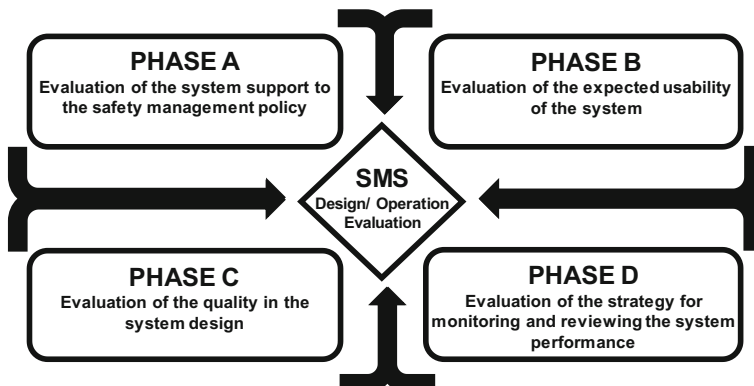 PHASE A
Evaluation of the system support to
the safety management policy
PHASE B
Evaluation of the expected usability
of the system
SMS
Design/ Operation
Evaluation
PHASE C
Evaluation of the quality in the
system design
PHASE D
Evaluation of the strategy for
monitoring and reviewing the system
performance